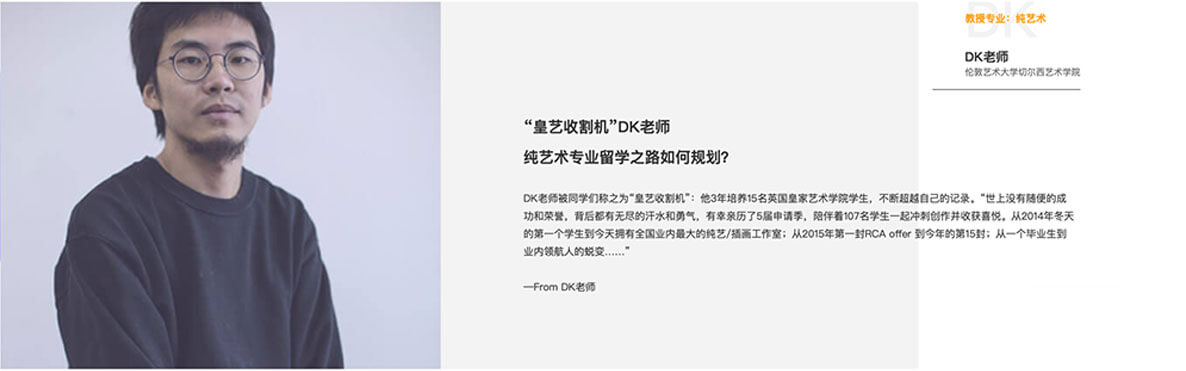 DK
教授专业：纯艺术
DK老师
伦敦艺术大学切尔西艺术学院
“皇艺收割机”DK老师
纯艺术专业留学之路如何规划?
DK老师被同学们称之为“皇艺收割机”：他3年培养15名英国皇家艺术学院学生，不断超越自己的记录。“世上没有随便的成
功和荣誉，背后都有无尽的汗水和勇气，有幸亲历了5届申请季，陪伴着107名学生一起冲刺创作并收获喜悦。从2014年冬天
的第一个学生到今天拥有全国业内最大的纯艺/插画工作室；从2015年第一封RCA offer 到今年的第15封；从一个毕业生到
业内领航人的蜕变……”
—From DK老师